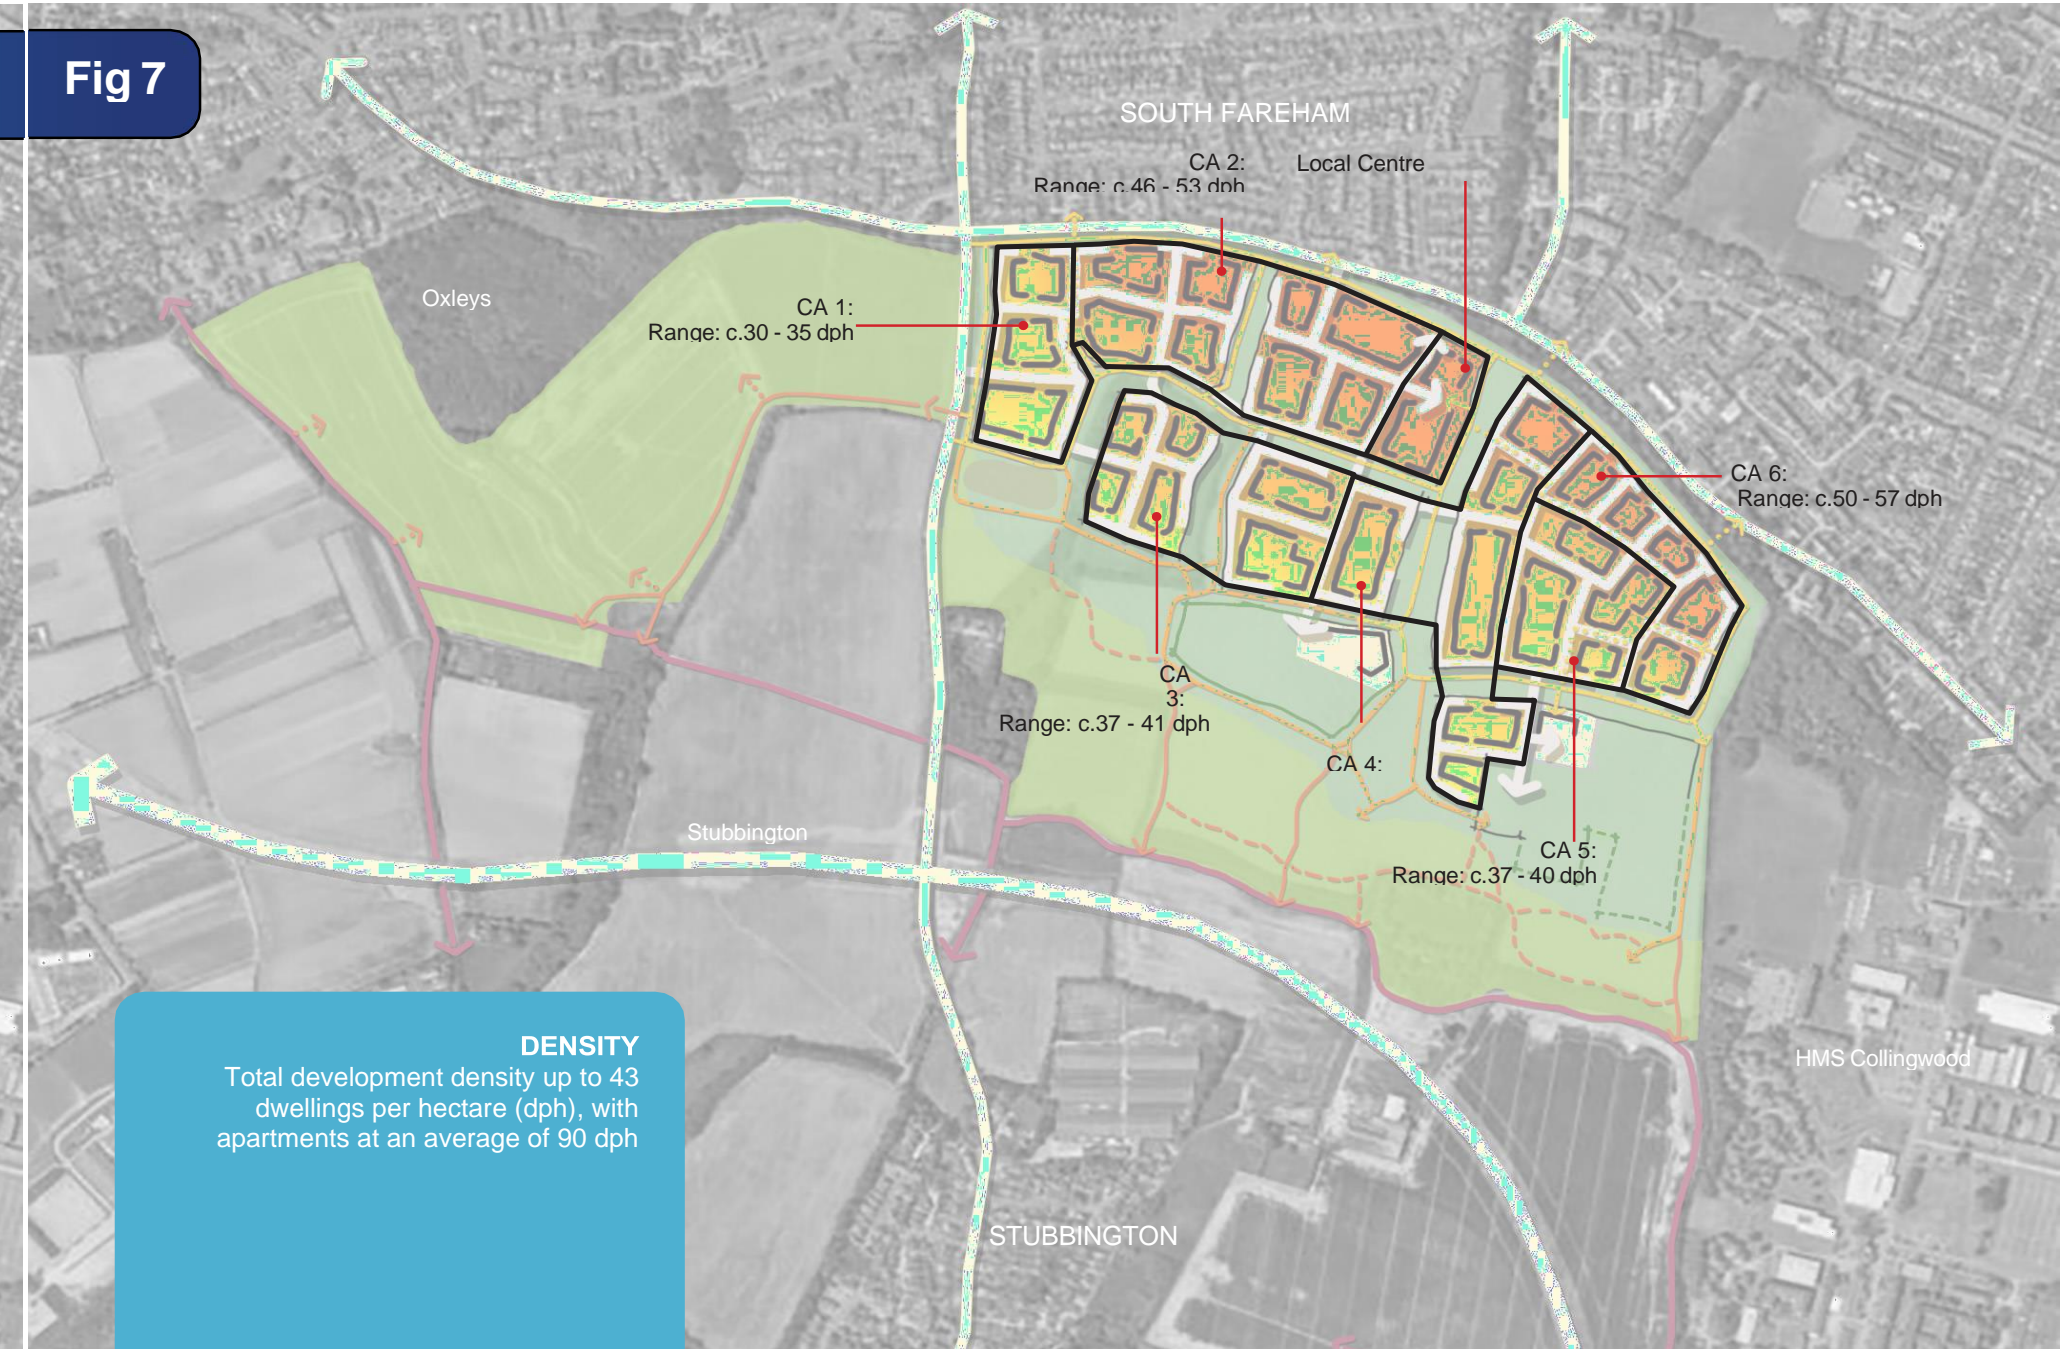 Fig 7
SOUTH FAREHAM
CA 2:
Range: c.46 - 53 dph
Local Centre
Oxleys
CA 1:
Range: c.30 - 35 dph
CA 6:
Range: c.50 - 57 dph
CA
3:
Range: c.37 - 41 dph
CA 4:
Stubbington
CA 5:
Range: c.37 - 40 dph
DENSITY
Total development density up to 43
dwellings per hectare (dph), with
apartments at an average of 90 dph
HMS Collingwood
STUBBINGTON